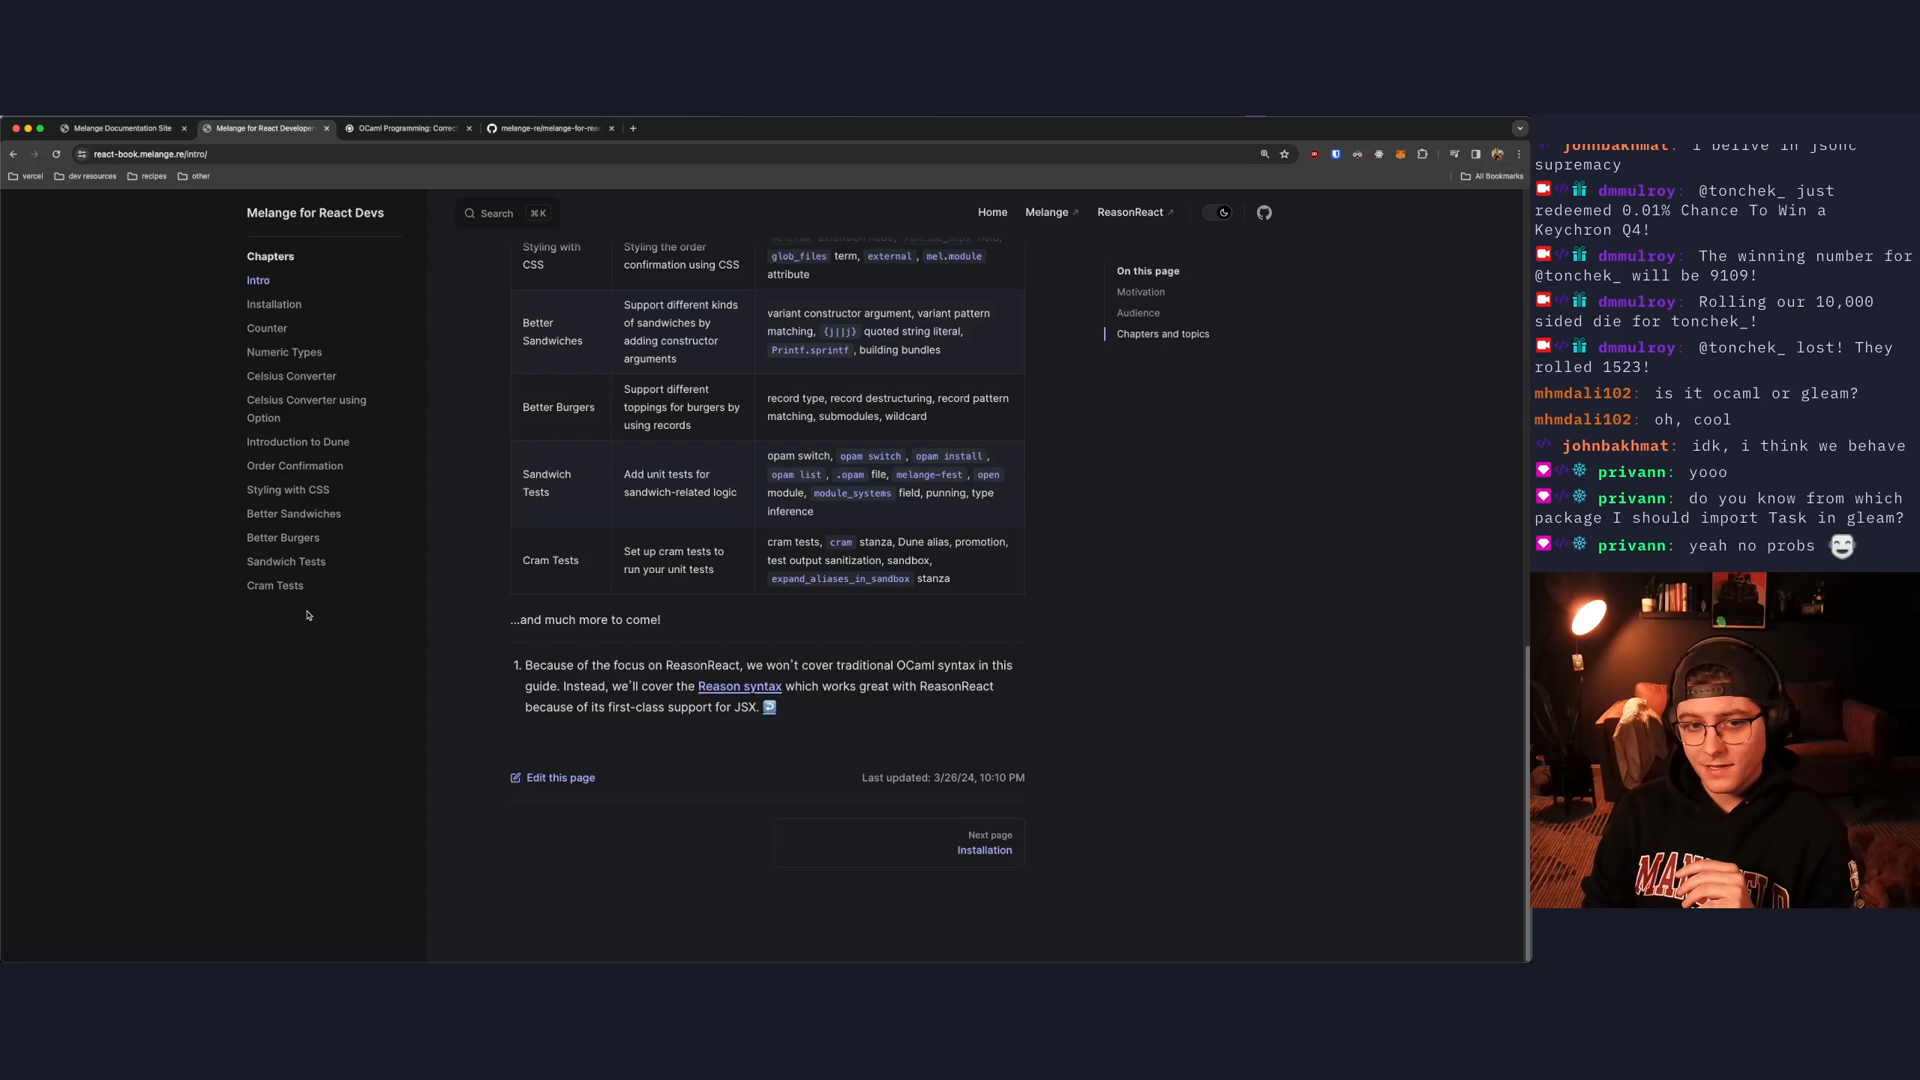 Melange Documentation Site
Melange for React Developer
OCaml Programming: Correct
melange-re/melange-for-rea
react-book.melange.re/intro/
vercel
dev resources
recipes
other
All Bookmarks
Melange for React Devs
Search
⌘K
Home
Melange
ReasonReact
Chapters
Intro
Installation
Counter
Numeric Types
Celsius Converter
Celsius Converter using
Option
Introduction to Dune
Order Confirmation
Styling with CSS
Better Sandwiches
Better Burgers
Sandwich Tests
Cram Tests
Styling with
CSS
Styling the order
confirmation using CSS
glob_files term, external, mel.module
attribute
Better
Sandwiches
Support different kinds
of sandwiches by
adding constructor
arguments
variant constructor argument, variant pattern
matching, {j||j} quoted string literal,
Printf.sprintf, building bundles
Better Burgers
Support different
toppings for burgers by
using records
record type, record destructuring, record pattern
matching, submodules, wildcard
Sandwich
Tests
Add unit tests for
sandwich-related logic
opam switch, opam switch, opam install,
opam list, .opam file, melange-fest, open
module, module_systems field, punning, type
inference
Cram Tests
Set up cram tests to
run your unit tests
cram tests, cram stanza, Dune alias, promotion,
test output sanitization, sandbox,
expand_aliases_in_sandbox stanza
…and much more to come!
1. Because of the focus on ReasonReact, we won't cover traditional OCaml syntax in this
guide. Instead, we'll cover the Reason syntax which works great with ReasonReact
because of its first-class support for JSX.
Edit this page
Last updated: 3/26/24, 10:10 PM
Next page
Installation
On this page
Motivation
Audience
Chapters and topics
johnbakhmat: i belive in jsonc
supremacy
dmmulroy: @tonchek_ just
redeemed 0.01% Chance To Win a
Keychron Q4!
dmmulroy: The winning number for
@tonchek_ will be 9109!
dmmulroy: Rolling our 10,000
sided die for tonchek_!
dmmulroy: @tonchek_ lost! They
rolled 1523!
mhmdali102: is it ocaml or gleam?
mhmdali102: oh, cool
johnbakhmat: idk, i think we behave
privann: yooo
privann: do you know from which
package I should import Task in gleam?
privann: yeah no probs